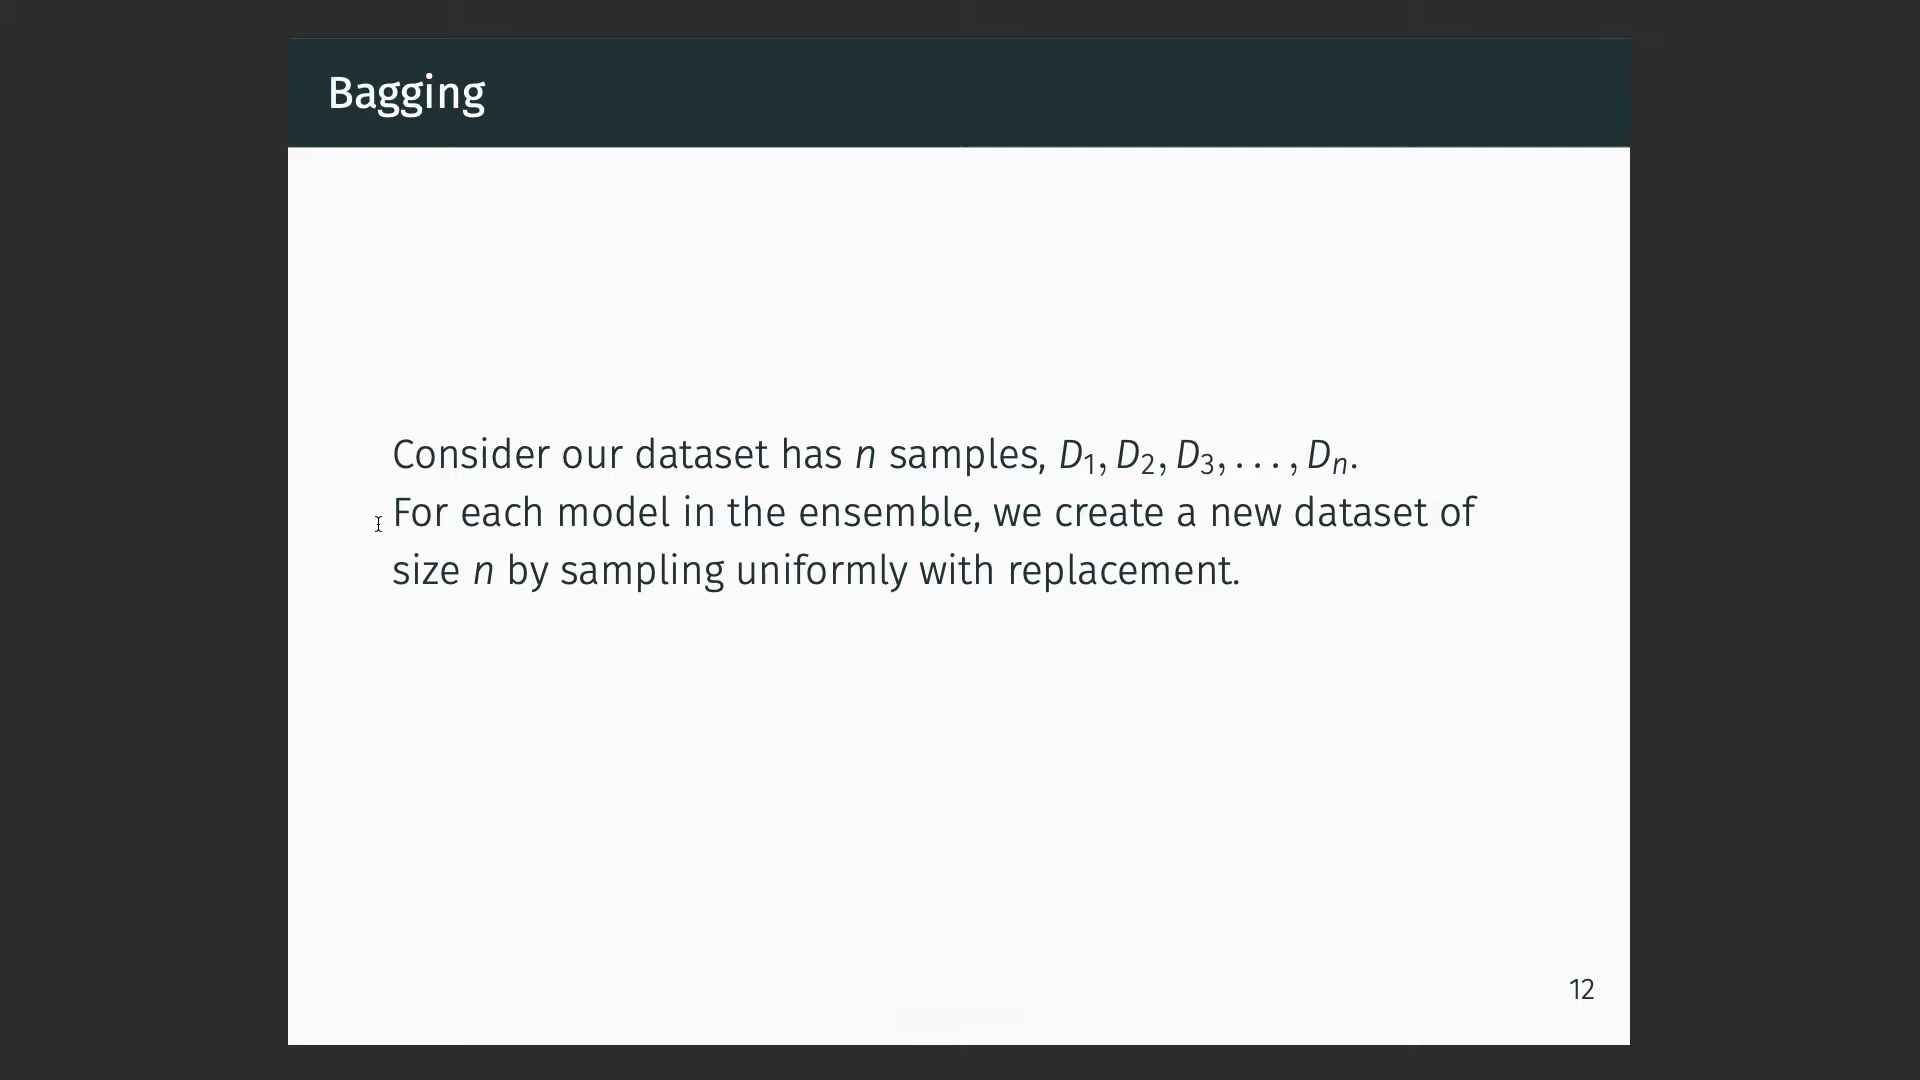 Bagging
Consider our dataset has n samples, D₁, D₂, D₃, . . . , Dₙ.
For each model in the ensemble, we create a new dataset of
size n by sampling uniformly with replacement.
12